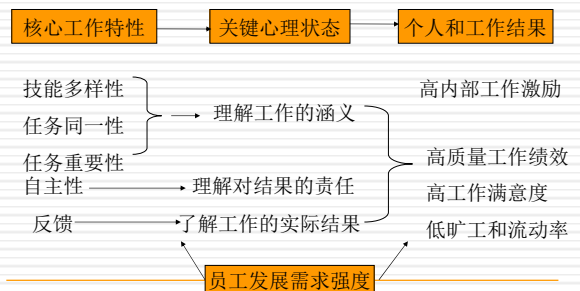 核心工作特性
关键心理状态
个人和工作结果
技能多样性
任务同一性
任务重要性
自主性
反馈
理解工作的涵义
理解对结果的责任
了解工作的实际结果
高内部工作激励
高质量工作绩效
高工作满意度
低旷工和流动率
员工发展需求强度